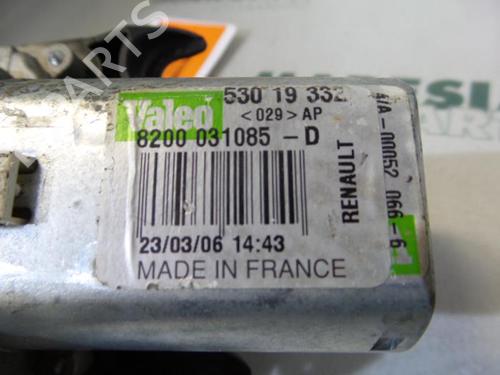 Valeo
530 19 332
<029> AP
8200 031085 - D
RENAULT
23/03/06 14:43
MADE IN FRANCE